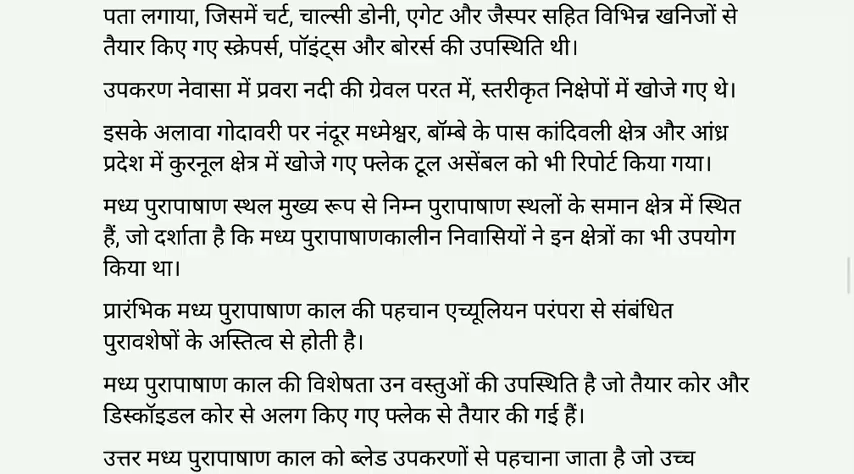 पता लगाया, जिसमें चर्ट, चाल्सी डोनी, एगेट और जैस्पर सहित विभिन्न खनिजों से
तैयार किए गए स्क्रेपर्स, पॉइंट्स और बोरर्स की उपस्थिति थी।
उपकरण नेवासा में प्रवरा नदी की ग्रेवल परत में, स्तरीकृत निक्षेपों में खोजे गए थे।
इसके अलावा गोदावरी पर नंदूर मध्मेश्वर, बॉम्बे के पास कांदिवली क्षेत्र और आंध्र
प्रदेश में कुरनूल क्षेत्र में खोजे गए फ्लेक टूल असेंबल को भी रिपोर्ट किया गया।
मध्य पुरापाषाण स्थल मुख्य रूप से निम्न पुरापाषाण स्थलों के समान क्षेत्र में स्थित
हैं, जो दर्शाता है कि मध्य पुरापाषाणकालीन निवासियों ने इन क्षेत्रों का भी उपयोग
किया था।
प्रारंभिक मध्य पुरापाषाण काल की पहचान एच्यूलियन परंपरा से संबंधित
पुरावशेषों के अस्तित्व से होती है।
मध्य पुरापाषाण काल की विशेषता उन वस्तुओं की उपस्थिति है जो तैयार कोर और
डिस्कॉइडल कोर से अलग किए गए फ्लेक से तैयार की गई हैं।
उत्तर मध्य पुरापाषाण काल को ब्लेड उपकरणों से पहचाना जाता है जो उच्च